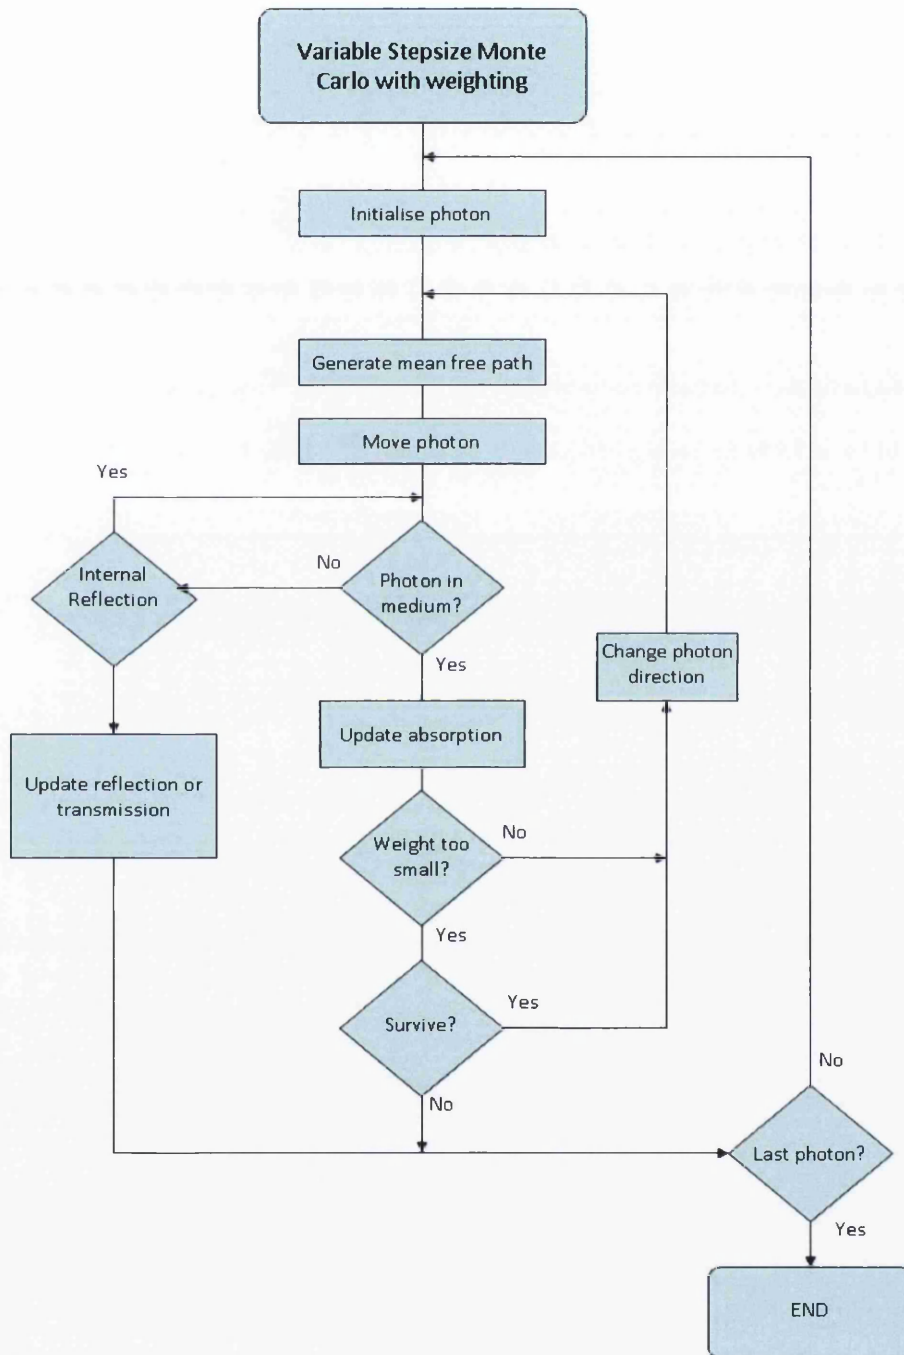 Variable Stepsize Monte
Carlo with weighting
Initialise photon
Generate mean free path
Move photon
Yes
No
Internal
Reflection
Photon in
medium?
Yes
Change photon
direction
Update absorption
Update reflection or
transmission
No
Weight too
small?
Yes
Yes
Survive?
No
No
Last photon?
Yes
END